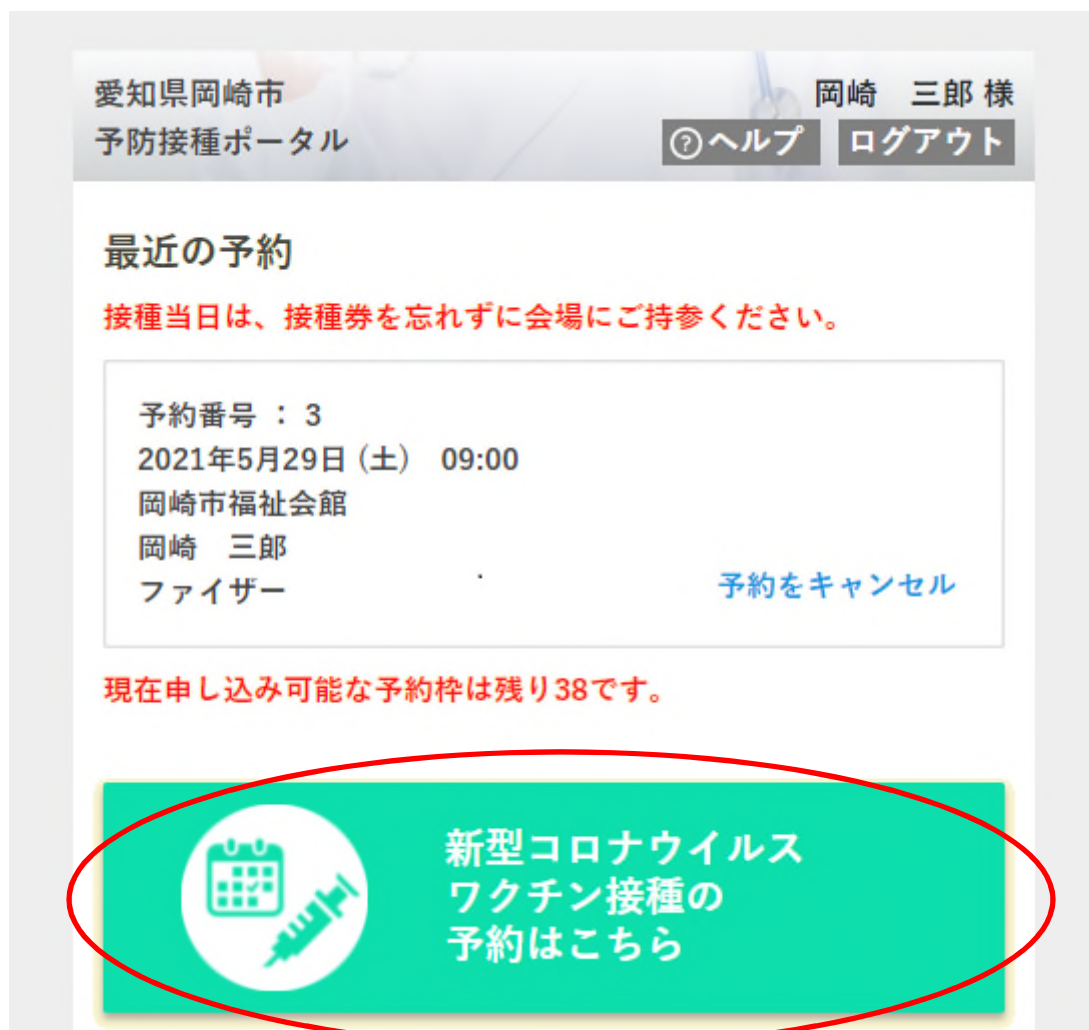 愛知県岡崎市
岡崎　三郎 様
予防接種ポータル
?ヘルプ　ログアウト
最近の予約
接種当日は、接種券を忘れずに会場にご持参ください。
予約番号 ： 3
2021年5月29日 (土)　09:00
岡崎市福祉会館
岡崎　三郎
ファイザー
予約をキャンセル
現在申し込み可能な予約枠は残り38です。
新型コロナウイルス
ワクチン接種の
予約はこちら